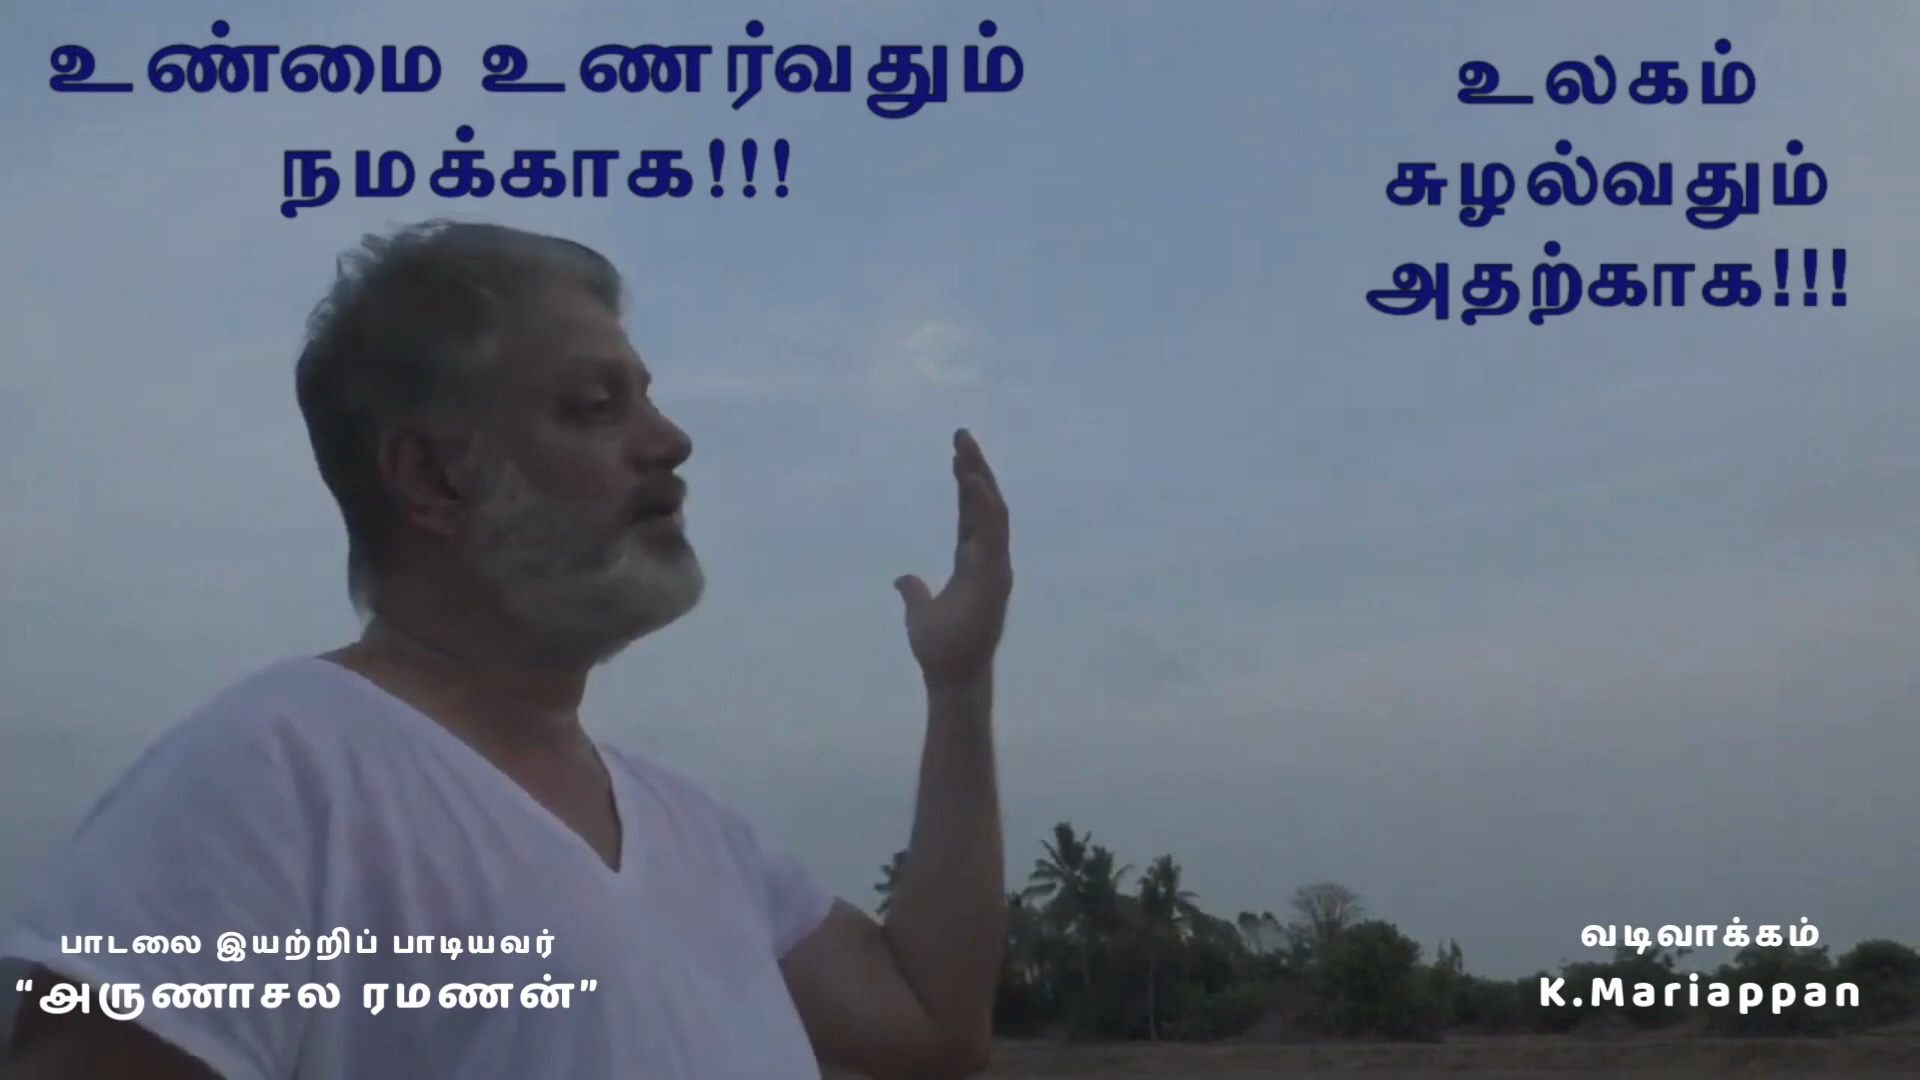 உண்மை உணர்வதும்
நமக்காக!!!
உலகம்
சுழல்வதும்
அதற்காக!!!
பாடலை இயற்றிப் பாடியவர்
“அருணாசல ரமணன்”
வடிவாக்கம்
K.Mariappan